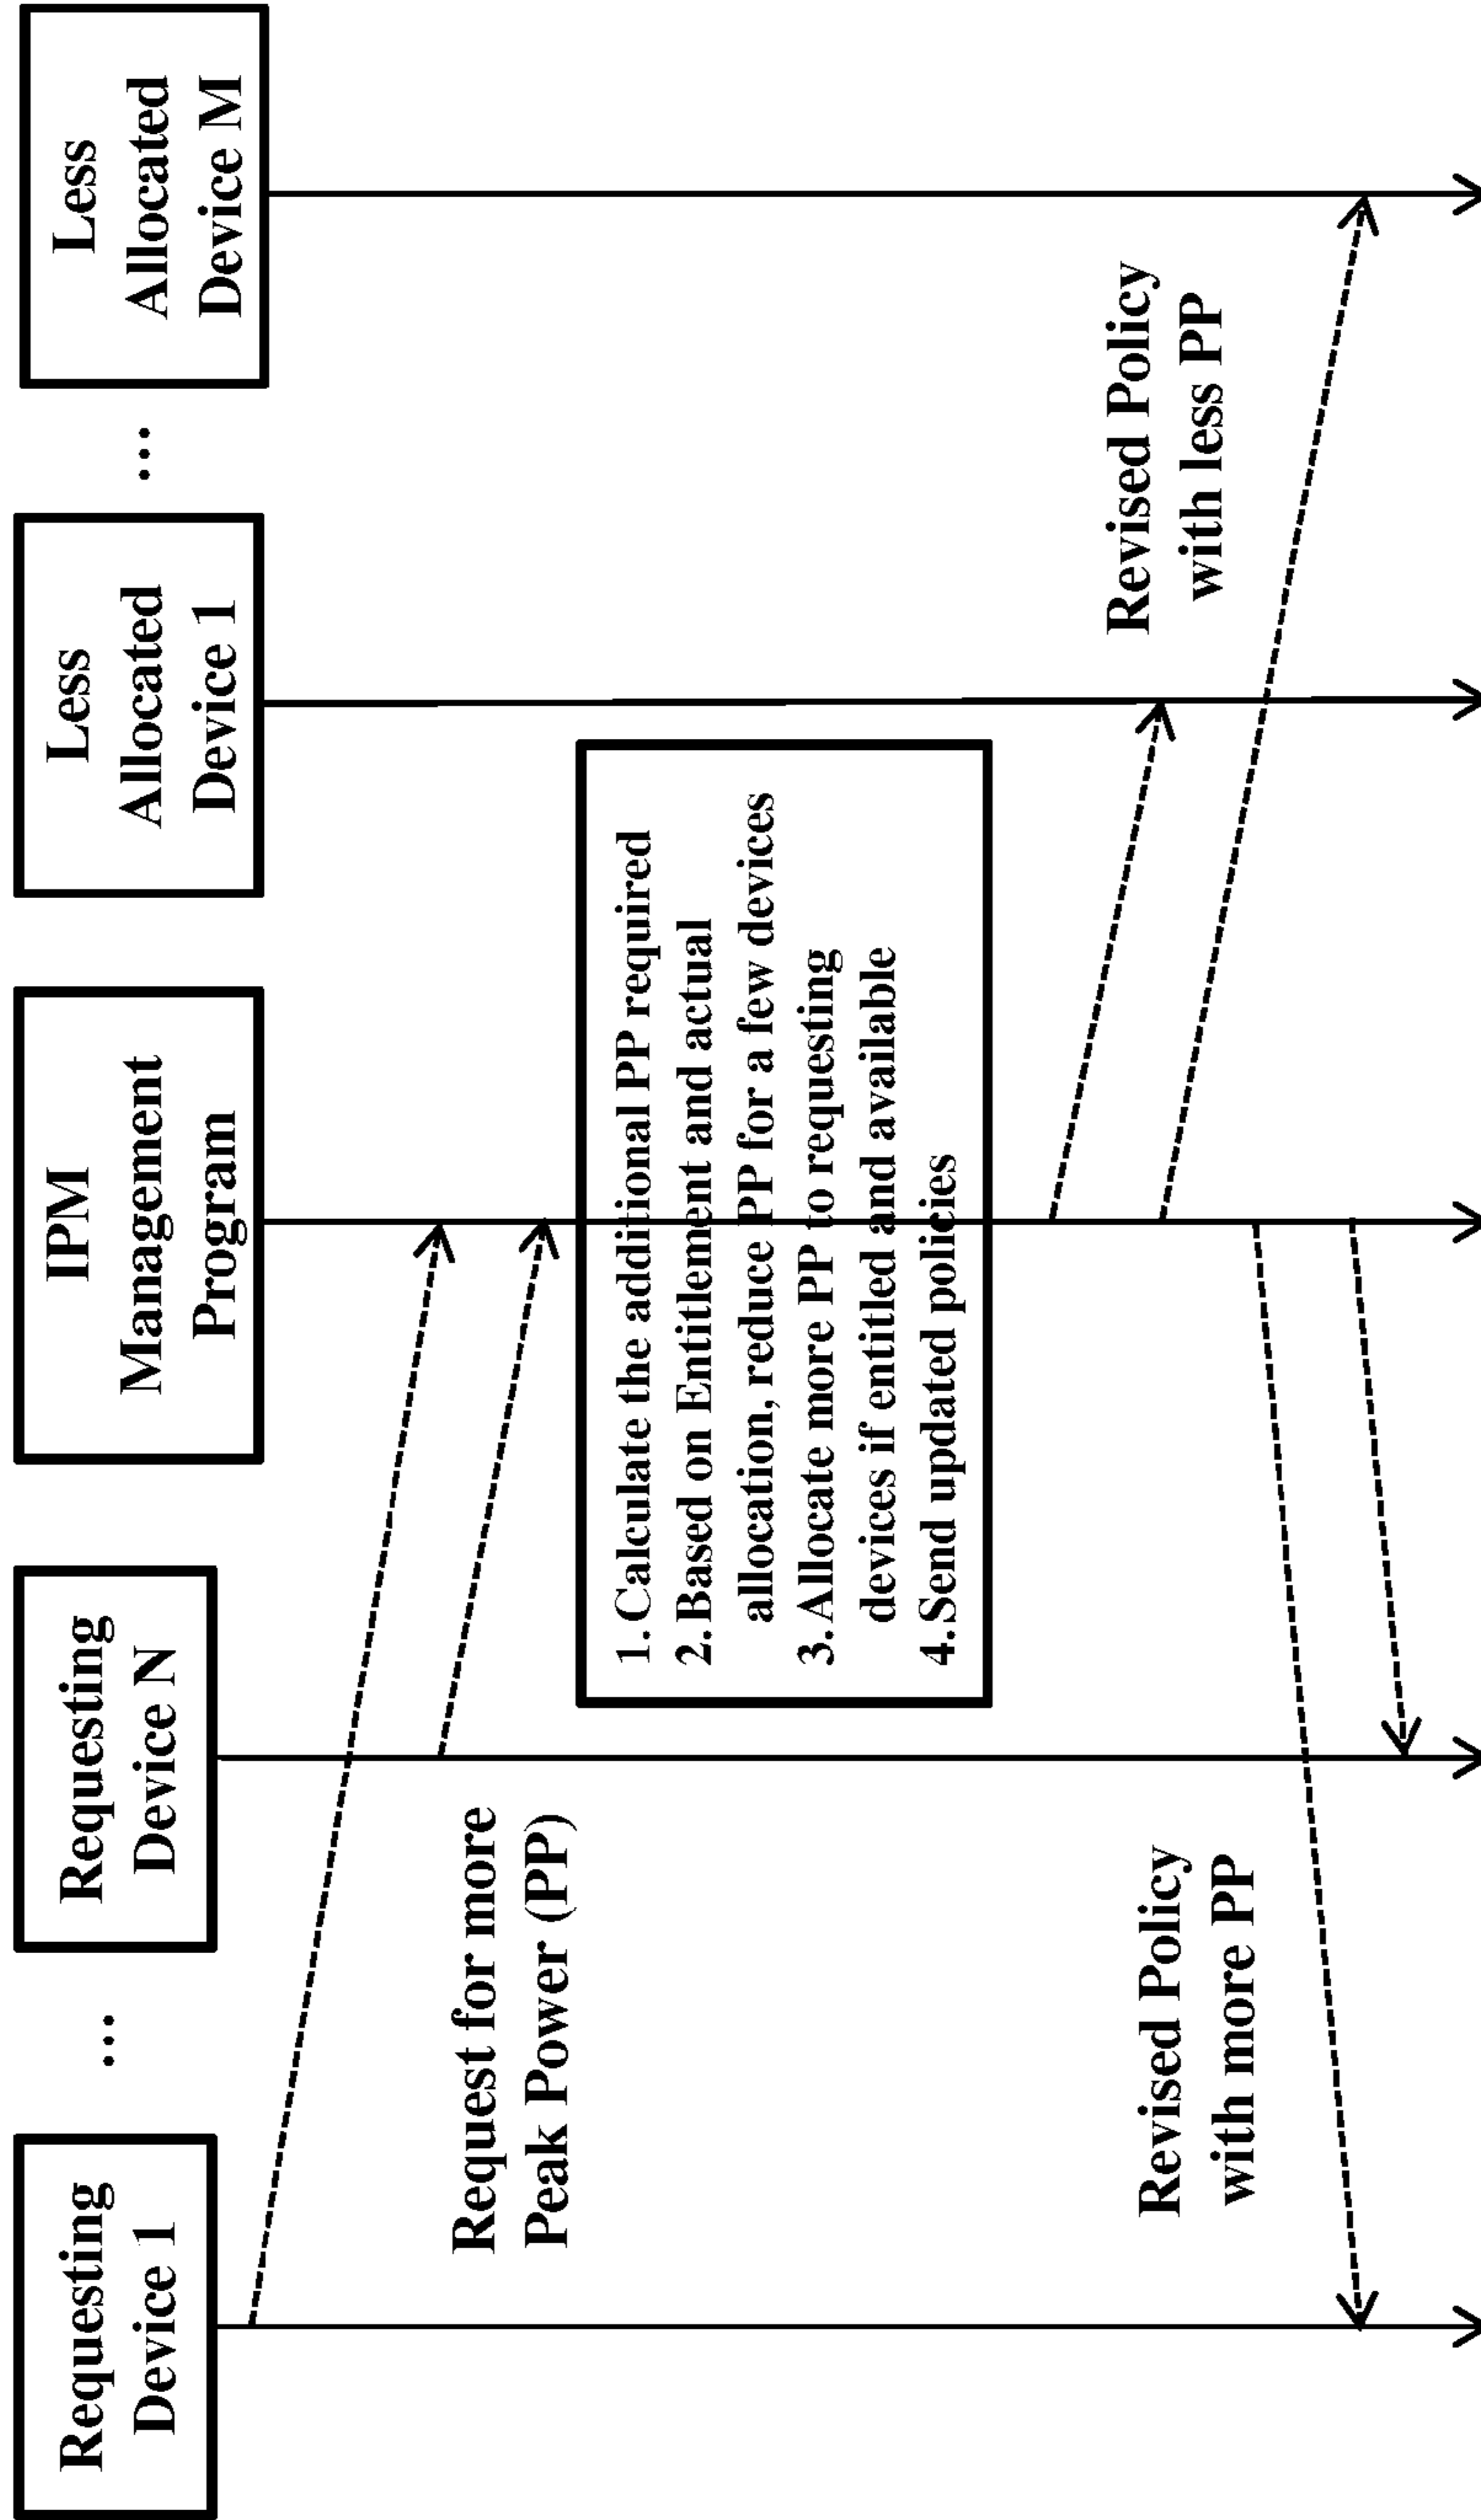 Requesting
Device 1
...
Requesting
Device N
IPM
Management
Program
Less
Allocated
Device 1
...
Less
Allocated
Device M
Request for more
Peak Power (PP)
1. Calculate the additional PP required
2. Based on Entitlement and actual
allocation, reduce PP for a few devices
3. Allocate more PP to requesting
devices if entitled and available
4. Send updated policies
Revised Policy
with less PP
Revised Policy
with more PP